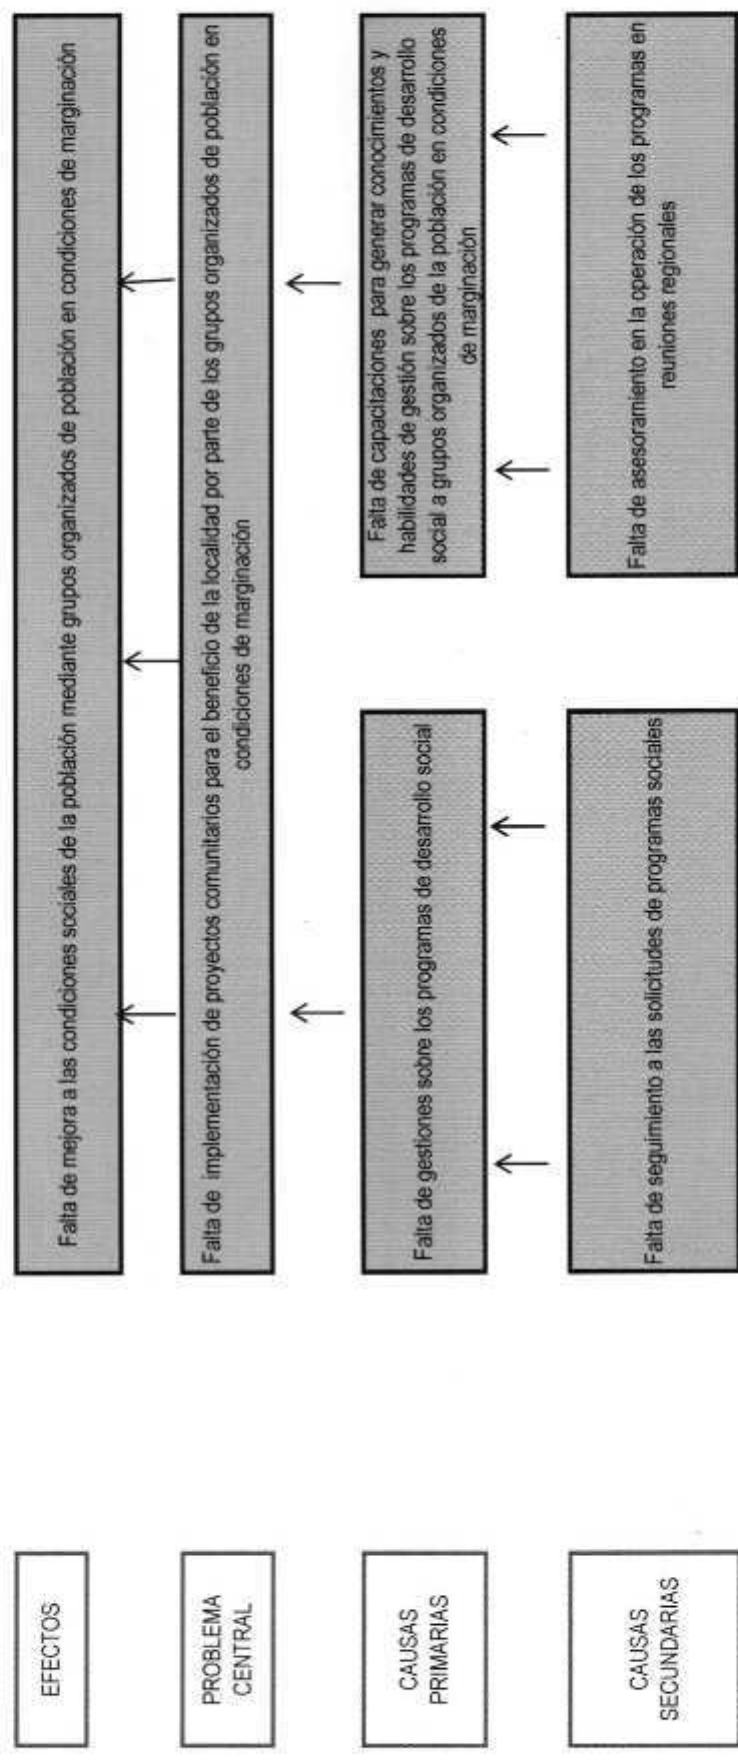 EFECTOS
Falta de mejora a las condiciones sociales de la población mediante grupos organizados de población en condiciones de marginación
PROBLEMA
CENTRAL
Falta de implementación de proyectos comunitarios para el beneficio de la localidad por parte de los grupos organizados de población en
condiciones de marginación
CAUSAS
PRIMARIAS
Falta de gestiones sobre los programas de desarrollo social
Falta de capacitaciones para generar conocimientos y
habilidades de gestión sobre los programas de desarrollo
social a grupos organizados de la población en condiciones
de marginación
CAUSAS
SECUNDARIAS
Falta de seguimiento a las solicitudes de programas sociales
Falta de asesoramiento en la operación de los programas en
reuniones regionales